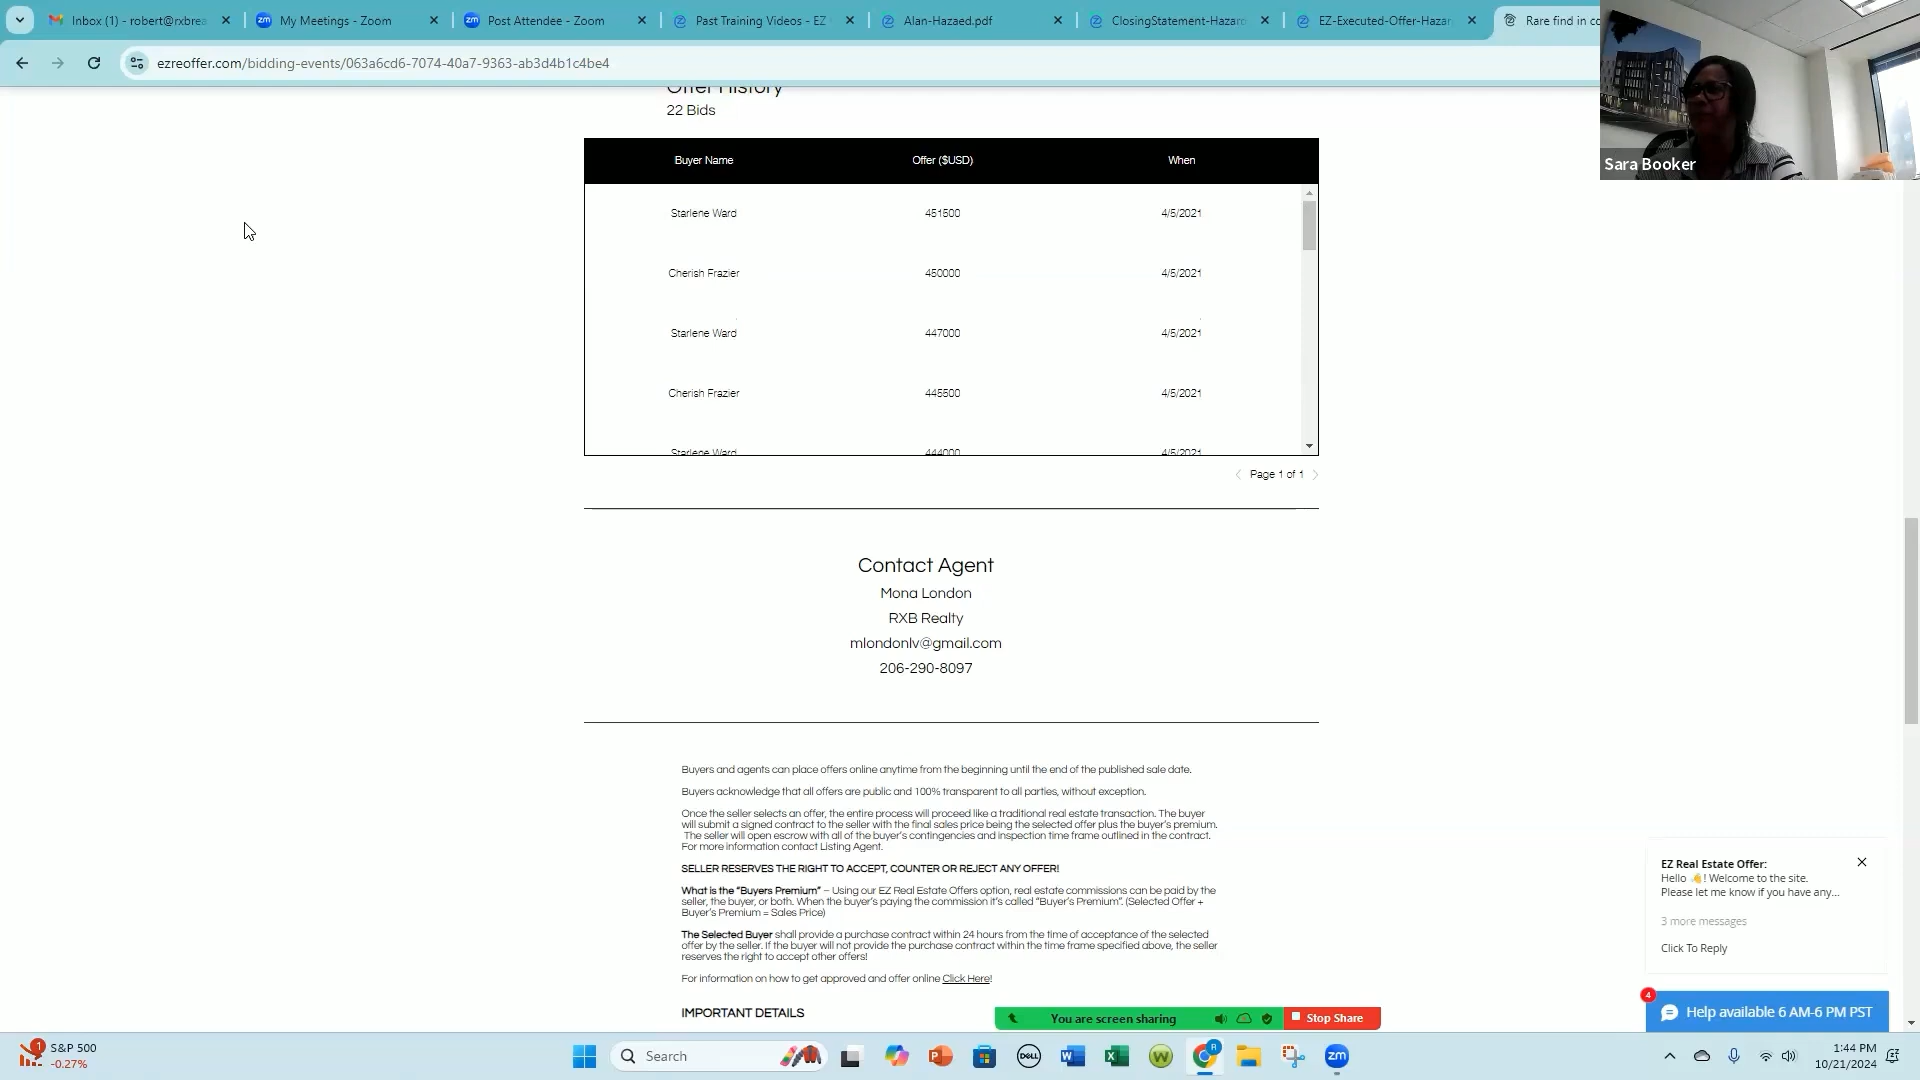 Inbox (1) - robert@rxbrea
My Meetings - Zoom
Post Attendee - Zoom
Past Training Videos - EZ
Alan-Hazaed.pdf
ClosingStatement-Hazard
EZ-Executed-Offer-Hazar
Rare find in co
ezreoffer.com/bidding-events/063a6cd6-7074-40a7-9363-ab3d4b1c4be4
Sara Booker
Offer History
22 Bids
Buyer Name Offer ($USD) When
Starlene Ward 451500 4/5/2021
Cherish Frazier 450000 4/5/2021
Starlene Ward 447000 4/5/2021
Cherish Frazier 445500 4/5/2021
Starlene Ward 444000 4/5/2021
Page 1 of 1
Contact Agent
Mona London
RXB Realty
mlondonlv@gmail.com
206-290-8097
Buyers and agents can place offers online anytime from the beginning until the end of the published sale date.
Buyers acknowledge that all offers are public and 100% transparent to all parties, without exception.
Once the seller selects an offer, the entire process will proceed like a traditional real estate transaction. The buyer
will submit a signed contract to the seller with the final sales price being the selected offer plus the buyer's premium.
The seller will open escrow with all of the buyer's contingencies and inspection time frame outlined in the contract.
For more information contact Listing Agent.
SELLER RESERVES THE RIGHT TO ACCEPT, COUNTER OR REJECT ANY OFFER!
What is the "Buyers Premium" – Using our EZ Real Estate Offers option, real estate commissions can be paid by the
seller, the buyer, or both. When the buyer's paying the commission it's called "Buyer's Premium". (Selected Offer +
Buyer's Premium = Sales Price)
The Selected Buyer shall provide a purchase contract within 24 hours from the time of acceptance of the selected
offer by the seller. If the buyer will not provide the purchase contract within the time frame specified above, the seller
reserves the right to accept other offers!
For information on how to get approved and offer online Click Here!
IMPORTANT DETAILS
EZ Real Estate Offer:
Hello 👋! Welcome to the site.
Please let me know if you have any...
3 more messages
Click To Reply
4
Help available 6 AM-6 PM PST
You are screen sharing
Stop Share
1
S&P 500
-0.27%
Search
DELL
zm
1:44 PM
10/21/2024